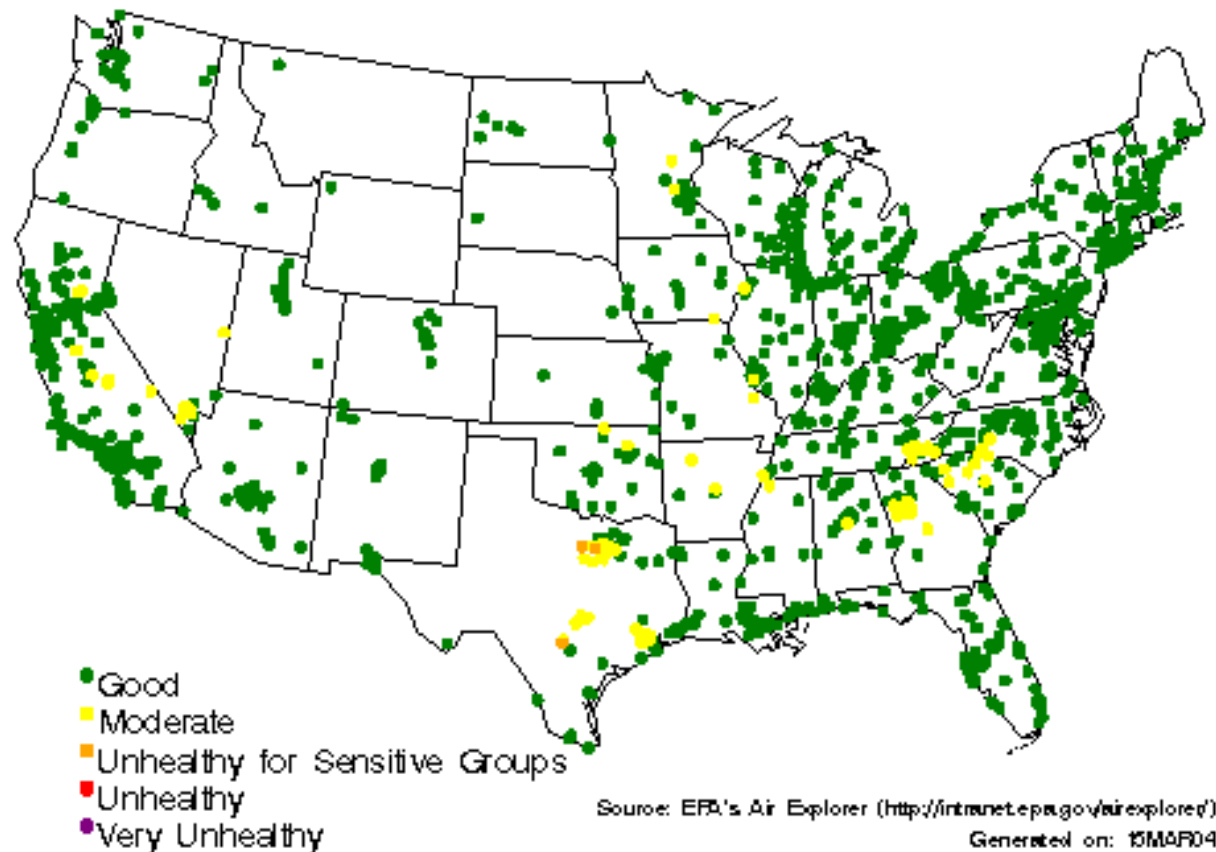 Good
Moderate
Unhealthy for Sensitive Groups
Unhealthy
Very Unhealthy
Source: EPA's Air Explorer (http://intranet.epa.gov/airexplorer/)
Generated on: 15MAR04